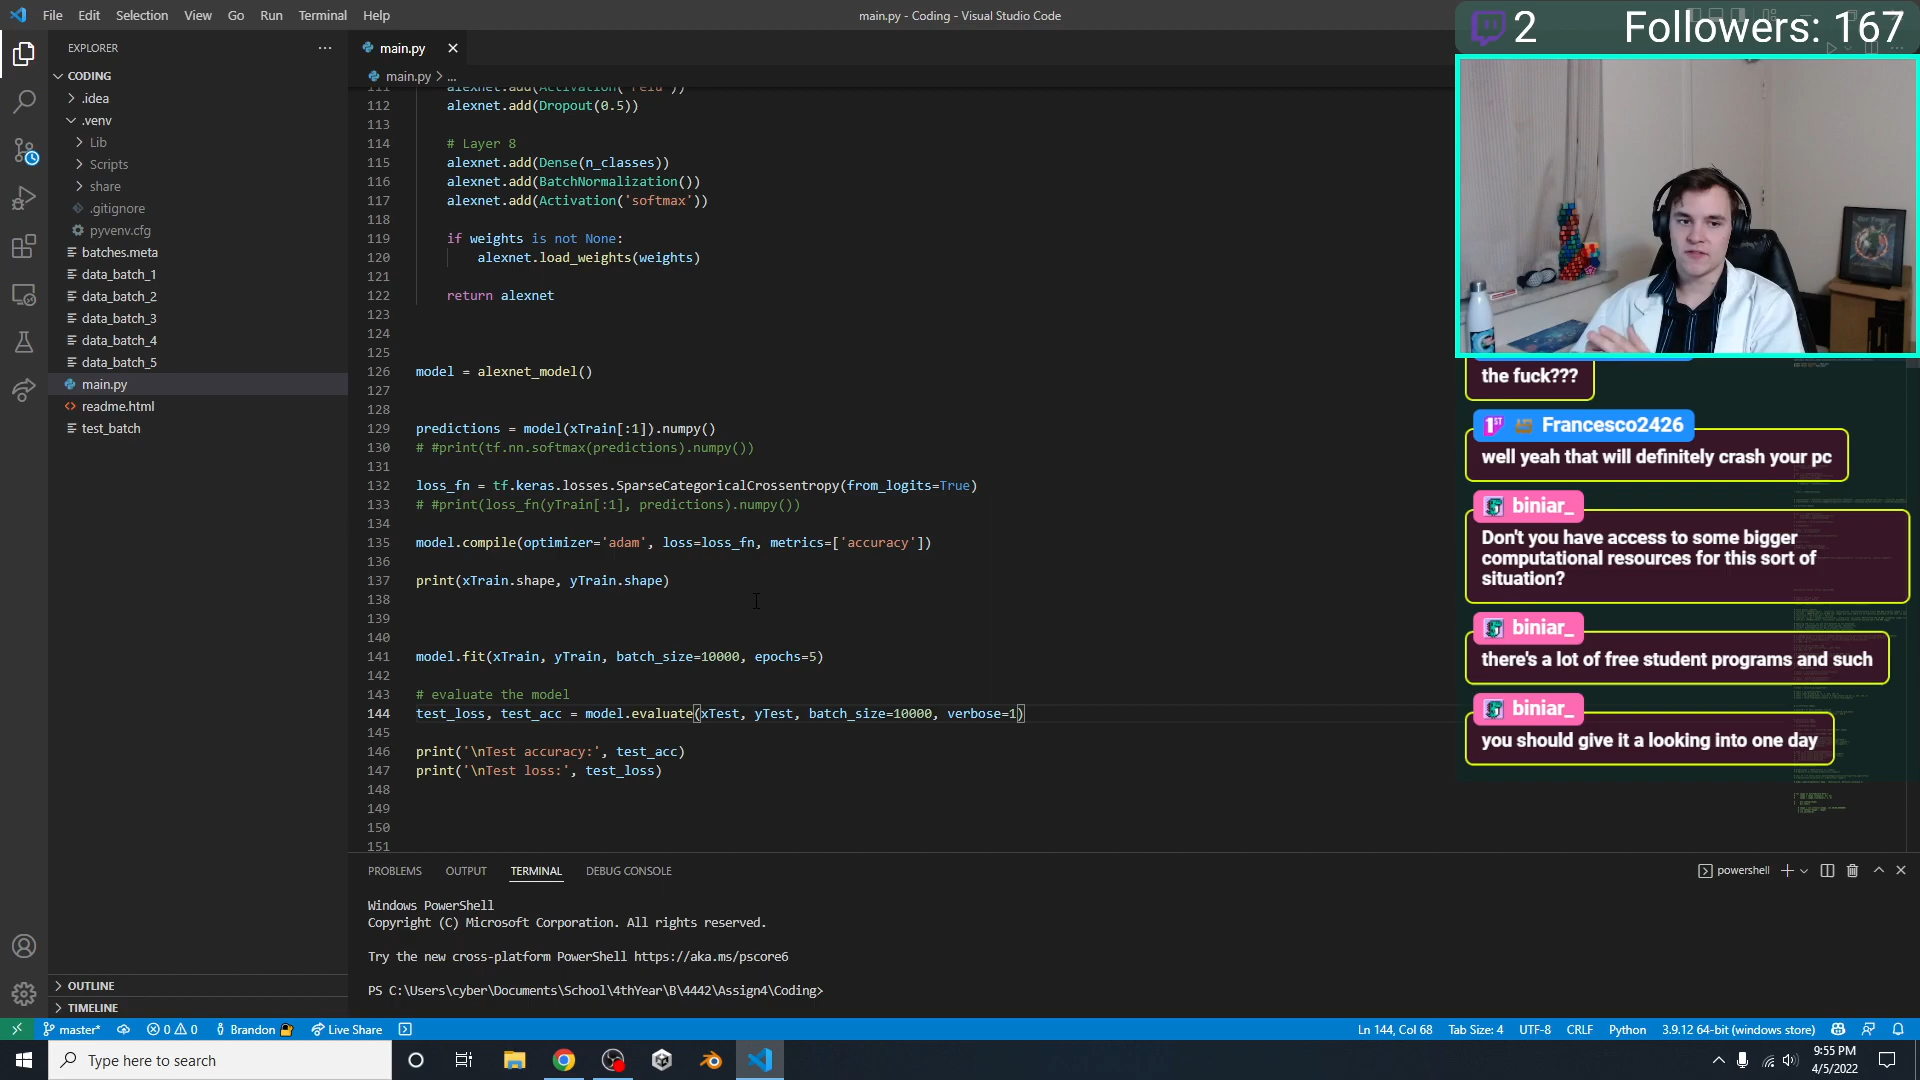 File Edit Selection View Go Run Terminal Help
main.py - Coding - Visual Studio Code
2 Followers: 167
EXPLORER
CODING
.idea
.venv
Lib
Scripts
share
.gitignore
pyvenv.cfg
batches.meta
data_batch_1
data_batch_2
data_batch_3
data_batch_4
data_batch_5
main.py
readme.html
test_batch
OUTLINE
TIMELINE
main.py
main.py > ...
111 alexnet.add(Activation('relu'))
112 alexnet.add(Dropout(0.5))
113
114 # Layer 8
115 alexnet.add(Dense(n_classes))
116 alexnet.add(BatchNormalization())
117 alexnet.add(Activation('softmax'))
118
119 if weights is not None:
120 alexnet.load_weights(weights)
121
122 return alexnet
123
124
125
126 model = alexnet_model()
127
128
129 predictions = model(xTrain[:1]).numpy()
130 # #print(tf.nn.softmax(predictions).numpy())
131
132 loss_fn = tf.keras.losses.SparseCategoricalCrossentropy(from_logits=True)
133 # #print(loss_fn(yTrain[:1], predictions).numpy())
134
135 model.compile(optimizer='adam', loss=loss_fn, metrics=['accuracy'])
136
137 print(xTrain.shape, yTrain.shape)
138
139
140
141 model.fit(xTrain, yTrain, batch_size=10000, epochs=5)
142
143 # evaluate the model
144 test_loss, test_acc = model.evaluate(xTest, yTest, batch_size=10000, verbose=1)
145
146 print('\nTest accuracy:', test_acc)
147 print('\nTest loss:', test_loss)
148
149
150
151
the fuck???
1ST Francesco2426
well yeah that will definitely crash your pc
biniar_
Don't you have access to some bigger
computational resources for this sort of
situation?
biniar_
there's a lot of free student programs and such
biniar_
you should give it a looking into one day
PROBLEMS OUTPUT TERMINAL DEBUG CONSOLE
powershell
Windows PowerShell
Copyright (C) Microsoft Corporation. All rights reserved.
Try the new cross-platform PowerShell https://aka.ms/pscore6
PS C:\Users\cyber\Documents\School\4thYear\B\4442\Assign4\Coding>
master* 0 0 Brandon Live Share
Ln 144, Col 68 Tab Size: 4 UTF-8 CRLF Python 3.9.12 64-bit (windows store)
Type here to search
9:55 PM
4/5/2022